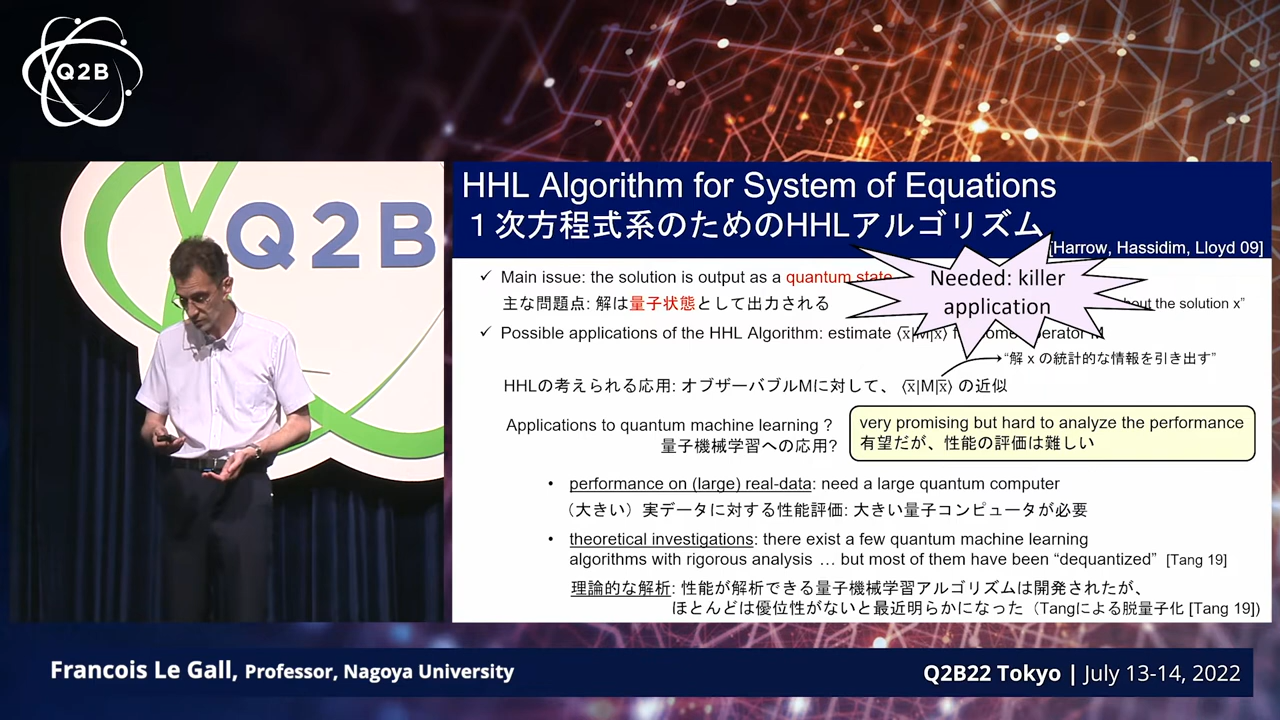 Q2B
Q2B
HHL Algorithm for System of Equations
１次方程式系のためのHHLアルゴリズム
[Harrow, Hassidim, Lloyd 09]
✓ Main issue: the solution is output as a quantum state
主な問題点: 解は量子状態として出力される
Needed: killer
application
the solution x”
✓ Possible applications of the HHL Algorithm: estimate ⟨x̅|M|x̅⟩
“解 x の統計的な情報を引き出す”
HHLの考えられる応用: オブザーバブルMに対して、 ⟨x̅|M|x̅⟩ の近似
Applications to quantum machine learning ?
量子機械学習への応用?
very promising but hard to analyze the performance
有望だが、性能の評価は難しい
• performance on (large) real-data: need a large quantum computer
（大きい）実データに対する性能評価: 大きい量子コンピュータが必要
• theoretical investigations: there exist a few quantum machine learning
algorithms with rigorous analysis … but most of them have been “dequantized” [Tang 19]
理論的な解析: 性能が解析できる量子機械学習アルゴリズムは開発されたが、
ほとんどは優位性がないと最近明らかになった（Tangによる脱量子化 [Tang 19])
Francois Le Gall, Professor, Nagoya University
Q2B22 Tokyo | July 13-14, 2022